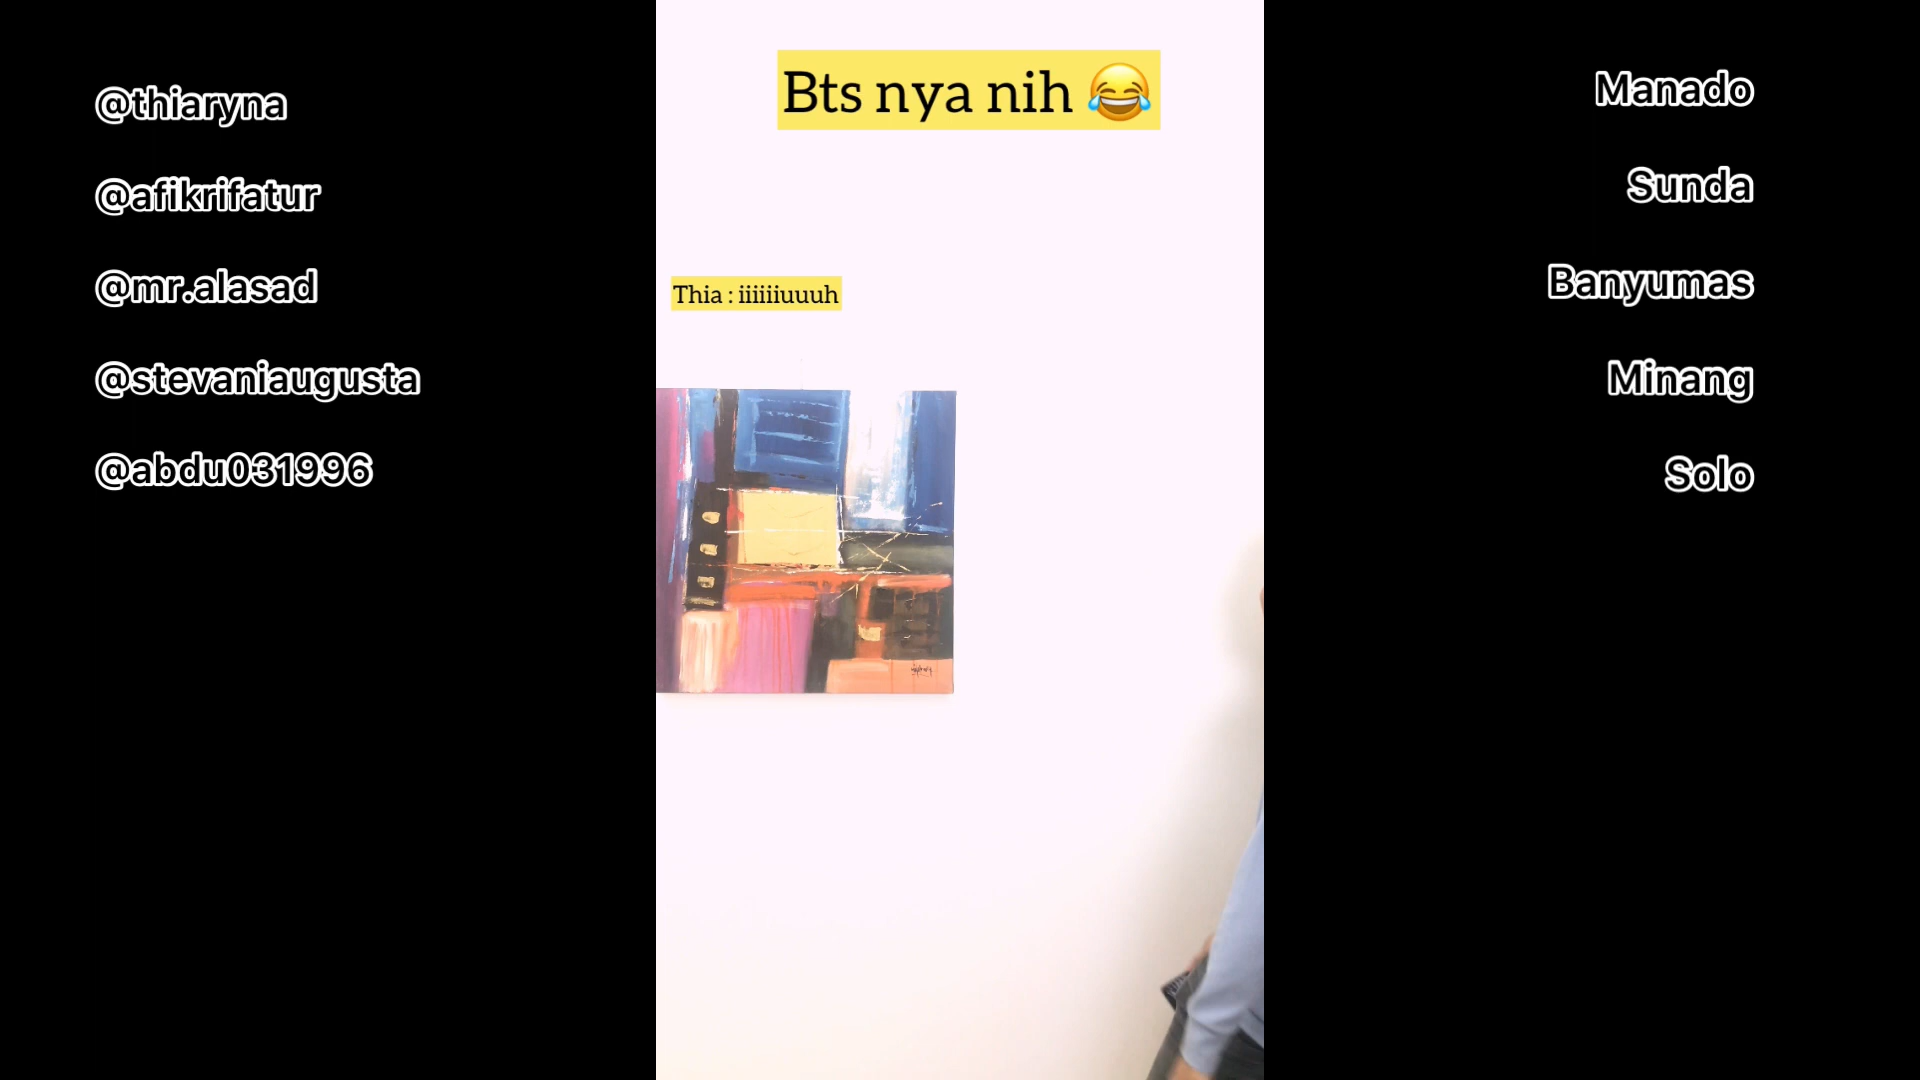 @thiaryna
@afikrifatur
@mr.alasad
@stevaniaugusta
@abdu031996
Bts nya nih 😂
Thia : iiiiiiuuuh
Manado
Sunda
Banyumas
Minang
Solo